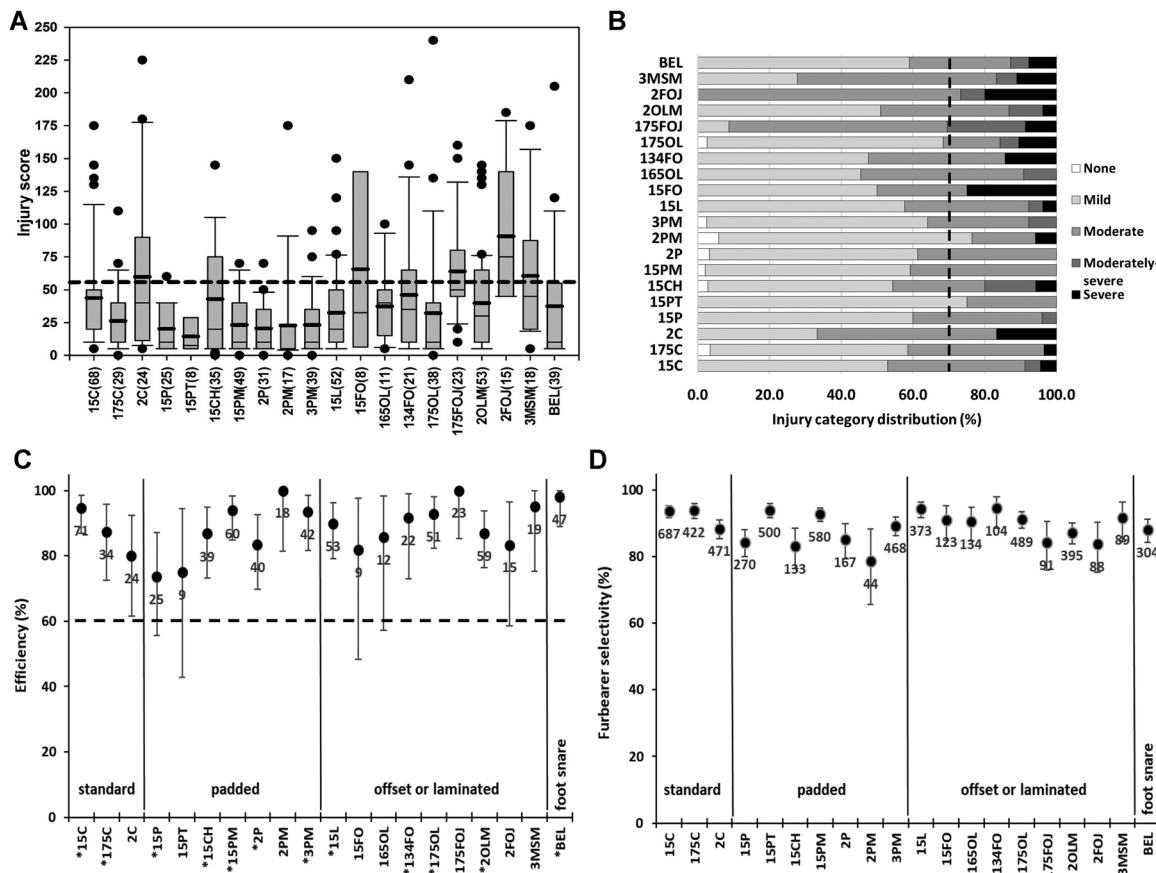 A
Injury score
250
225
200
175
150
125
100
75
50
25
0
15C(68)
175C(29)
2C(24)
15P(25)
15PT(8)
15CH(35)
15PM(49)
2P(31)
2PM(17)
3PM(39)
15L(52)
15FO(8)
165OL(11)
134FO(21)
175OL(38)
175FOJ(23)
2OLM(53)
2FOJ(15)
3MSM(18)
BEL(39)
B
BEL
3MSM
2FOJ
2OLM
175FOJ
175OL
134FO
165OL
15FO
15L
3PM
2PM
2P
15PM
15CH
15PT
15P
2C
175C
15C
0.0 20.0 40.0 60.0 80.0 100.0
Injury category distribution (%)
None
Mild
Moderate
Moderately-
severe
Severe
C
Efficiency (%)
100
80
60
40
20
0
71
34
24
25
9
39
60
40
18
42
53
9
12
22
51
23
59
15
19
47
standard
padded
offset or laminated
foot snare
*15C
*175C
2C
*15P
15PT
*15CH
*15PM
*2P
2PM
*3PM
*15L
15FO
165OL
*134FO
*175OL
175FOJ
*2OLM
2FOJ
3MSM
*BEL
D
Furbearer selectivity (%)
100
80
60
40
20
0
687
422
471
270
500
133
580
167
44
468
373
123
134
104
489
91
395
88
89
304
standard
padded
offset or laminated
foot snare
15C
175C
2C
15P
15PT
15CH
15PM
2P
2PM
3PM
15L
15FO
165OL
134FO
175OL
175FOJ
2OLM
2FOJ
3MSM
BEL